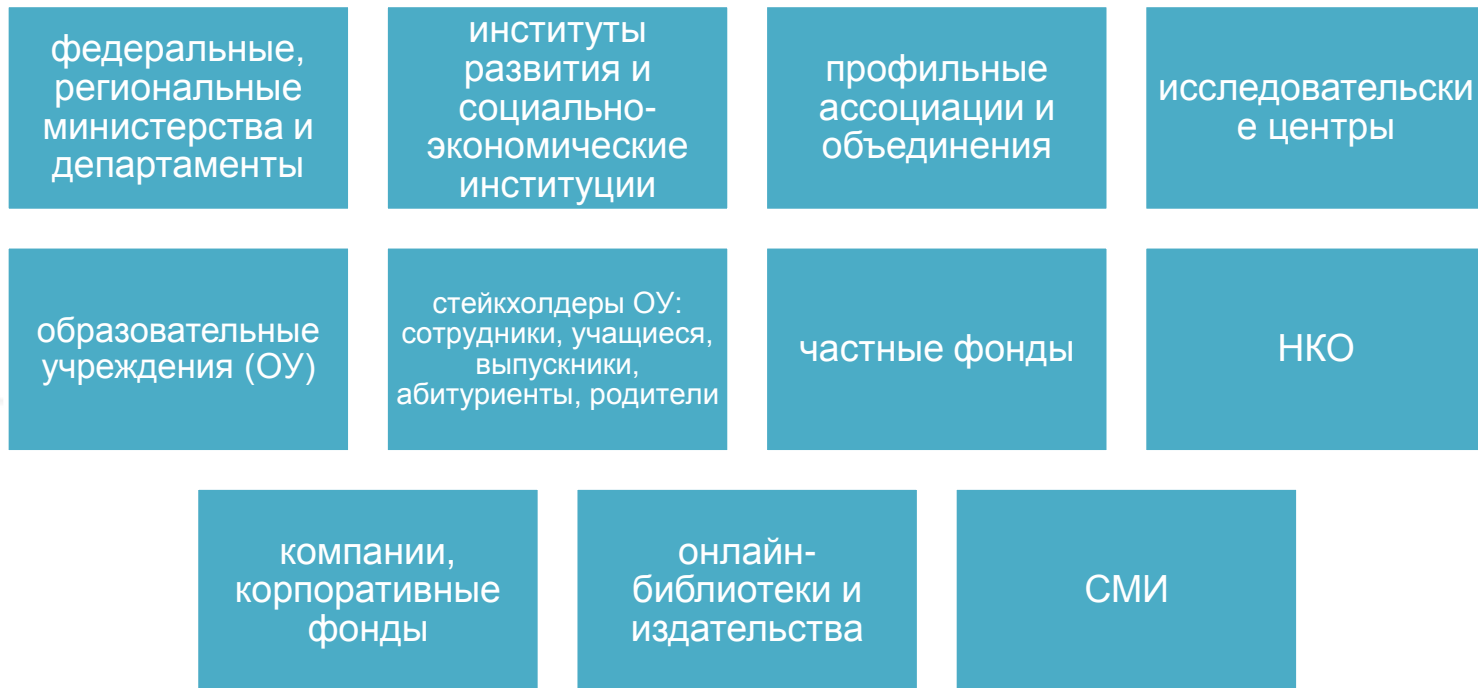 федеральные,
региональные
министерства и
департаменты
институты
развития и
социально-
экономические
институции
профильные
ассоциации и
объединения
исследовательски
е центры
образовательные
учреждения (ОУ)
стейкхолдеры ОУ:
сотрудники, учащиеся,
выпускники,
абитуриенты, родители
частные фонды
НКО
компании,
корпоративные
фонды
онлайн-
библиотеки и
издательства
СМИ